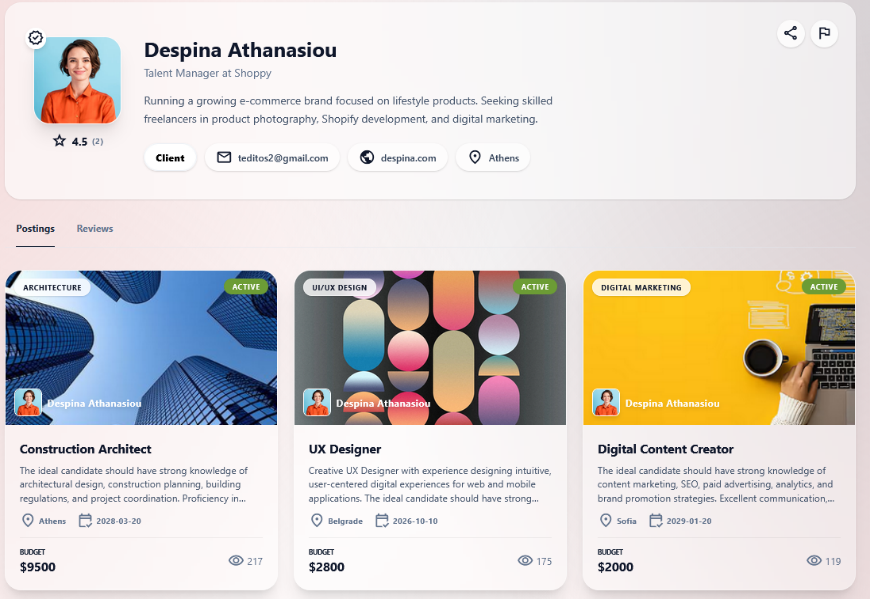 Despina Athanasiou
Talent Manager at Shoppy
Running a growing e-commerce brand focused on lifestyle products. Seeking skilled
freelancers in product photography, Shopify development, and digital marketing.
4.5 (2)
Client
teditos2@gmail.com
despina.com
Athens
Postings
Reviews
ARCHITECTURE
ACTIVE
Despina Athanasiou
Construction Architect
The ideal candidate should have strong knowledge of
architectural design, construction planning, building
regulations, and project coordination. Proficiency in...
Athens
2028-03-20
BUDGET
$9500
217
UI/UX DESIGN
ACTIVE
Despina Athanasiou
UX Designer
Creative UX Designer with experience designing intuitive,
user-centered digital experiences for web and mobile
applications. The ideal candidate should have strong...
Belgrade
2026-10-10
BUDGET
$2800
175
DIGITAL MARKETING
ACTIVE
Despina Athanasiou
Digital Content Creator
The ideal candidate should have strong knowledge of
content marketing, SEO, paid advertising, analytics, and
brand promotion strategies. Excellent communication,...
Sofia
2029-01-20
BUDGET
$2000
119